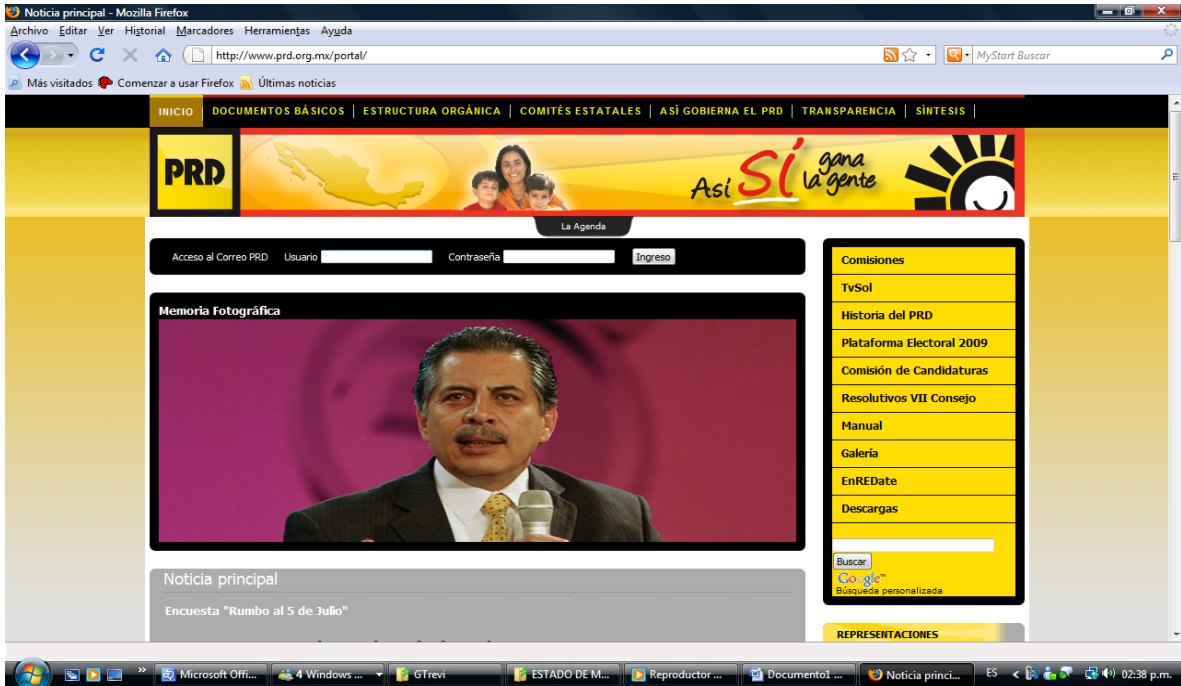 Noticia principal - Mozilla Firefox
Archivo Editar Ver Historial Marcadores Herramientas Ayuda
http://www.prd.org.mx/portal/
MyStart Buscar
Más visitados Comenzar a usar Firefox Últimas noticias
INICIO | DOCUMENTOS BÁSICOS | ESTRUCTURA ORGÁNICA | COMITÉS ESTATALES | ASÍ GOBIERNA EL PRD | TRANSPARENCIA | SÍNTESIS |
PRD
Así SÍ gana la gente
La Agenda
Acceso al Correo PRD Usuario Contraseña Ingreso
Memoria Fotográfica
Noticia principal
Encuesta "Rumbo al 5 de Julio"
Comisiones
TvSol
Historia del PRD
Plataforma Electoral 2009
Comisión de Candidaturas
Resolutivos VII Consejo
Manual
Galería
EnREDate
Descargas
Buscar
Google™
Búsqueda personalizada
REPRESENTACIONES
» Microsoft Offi... 4 Windows ... GTrevi ESTADO DE M... Reproductor ... Documento1 ... Noticia princi... ES < 02:38 p.m.